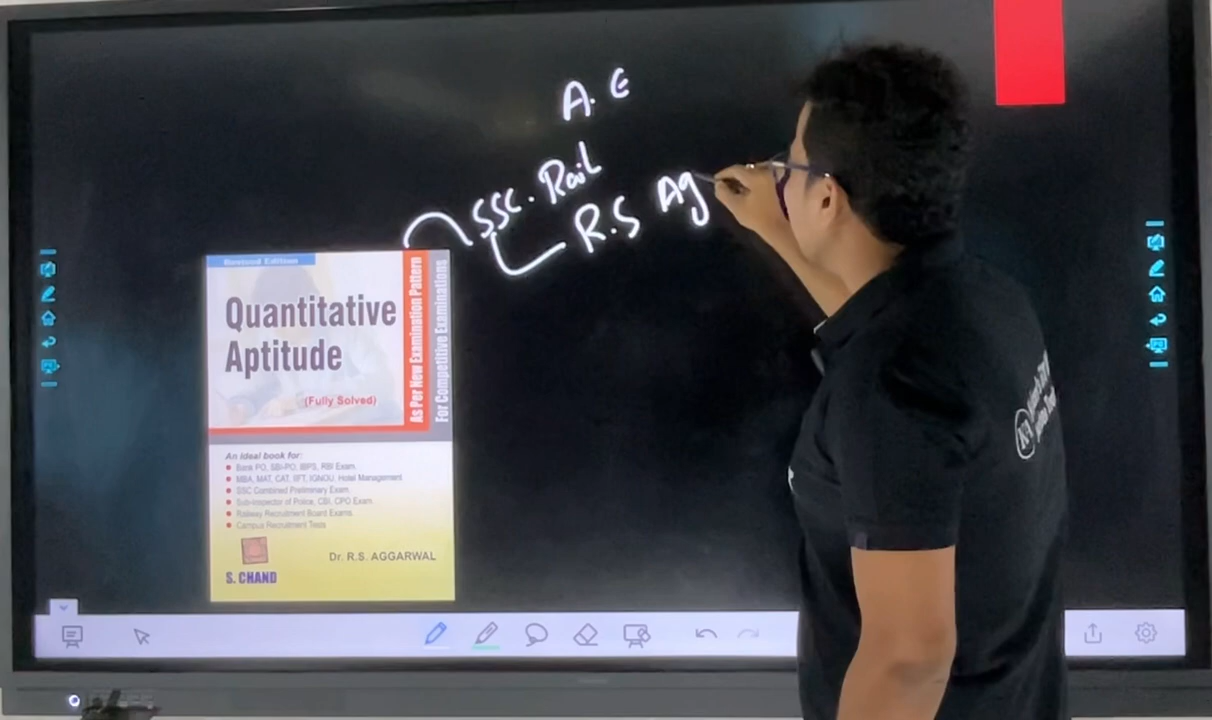 A. E
SSC. Rail
R.S Ag
Revised Edition
Quantitative
Aptitude
(Fully Solved)
As Per New Examination Pattern
For Competitive Examinations
An ideal book for:
Bank PO, SBI-PO, IBPS, RBI Exam.
MBA, MAT, CAT, IIFT, IGNOU, Hotel Management
SSC Combined Preliminary Exam.
Sub-Inspector of Police, CBI, CPO Exam.
Railway Recruitment Board Exams.
Campus Recruitment Tests
Dr. R.S. AGGARWAL
S. CHAND